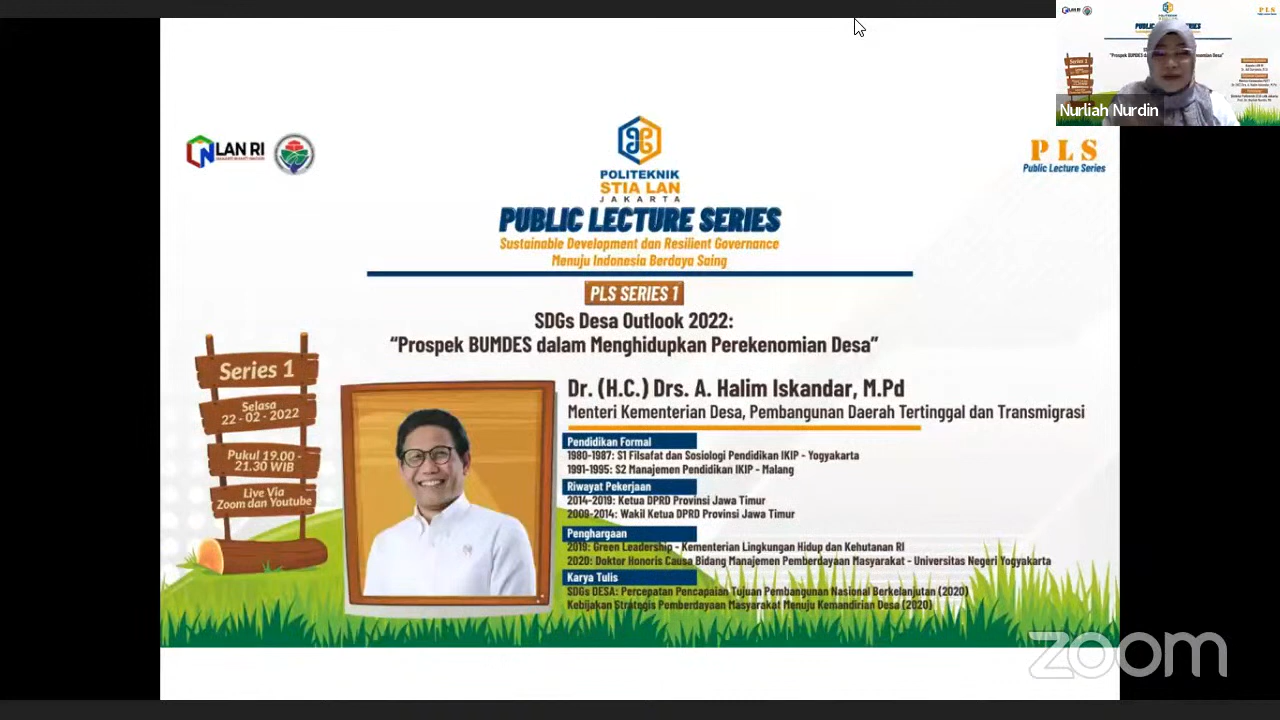 LAN RI
POLITEKNIK
STIA LAN
JAKARTA
PLS
Public Lecture Series
PUBLIC LECTURE SERIES
Sustainable Development dan Resilient Governance
Menuju Indonesia Berdaya Saing
PLS SERIES 1
SDGs Desa Outlook 2022:
“Prospek BUMDES dalam Menghidupkan Perekenomian Desa”
Series 1
Selasa
22 - 02 - 2022
Pukul 19.00 -
21.30 WIB
Live Via
Zoom dan Youtube
Dr. (H.C.) Drs. A. Halim Iskandar, M.Pd
Menteri Kementerian Desa, Pembangunan Daerah Tertinggal dan Transmigrasi
Pendidikan Formal
1980-1987: S1 Filsafat dan Sosiologi Pendidikan IKIP - Yogyakarta
1991-1995: S2 Manajemen Pendidikan IKIP - Malang
Riwayat Pekerjaan
2014-2019: Ketua DPRD Provinsi Jawa Timur
2009-2014: Wakil Ketua DPRD Provinsi Jawa Timur
Penghargaan
2019: Green Leadership - Kementerian Lingkungan Hidup dan Kehutanan RI
2020: Doktor Honoris Causa Bidang Manajemen Pemberdayaan Masyarakat - Universitas Negeri Yogyakarta
Karya Tulis
SDGs DESA: Percepatan Pencapaian Tujuan Pembangunan Nasional Berkelanjutan (2020)
Kebijakan Strategis Pemberdayaan Masyarakat Menuju Kemandirian Desa (2020)
Nurliah Nurdin
zoom